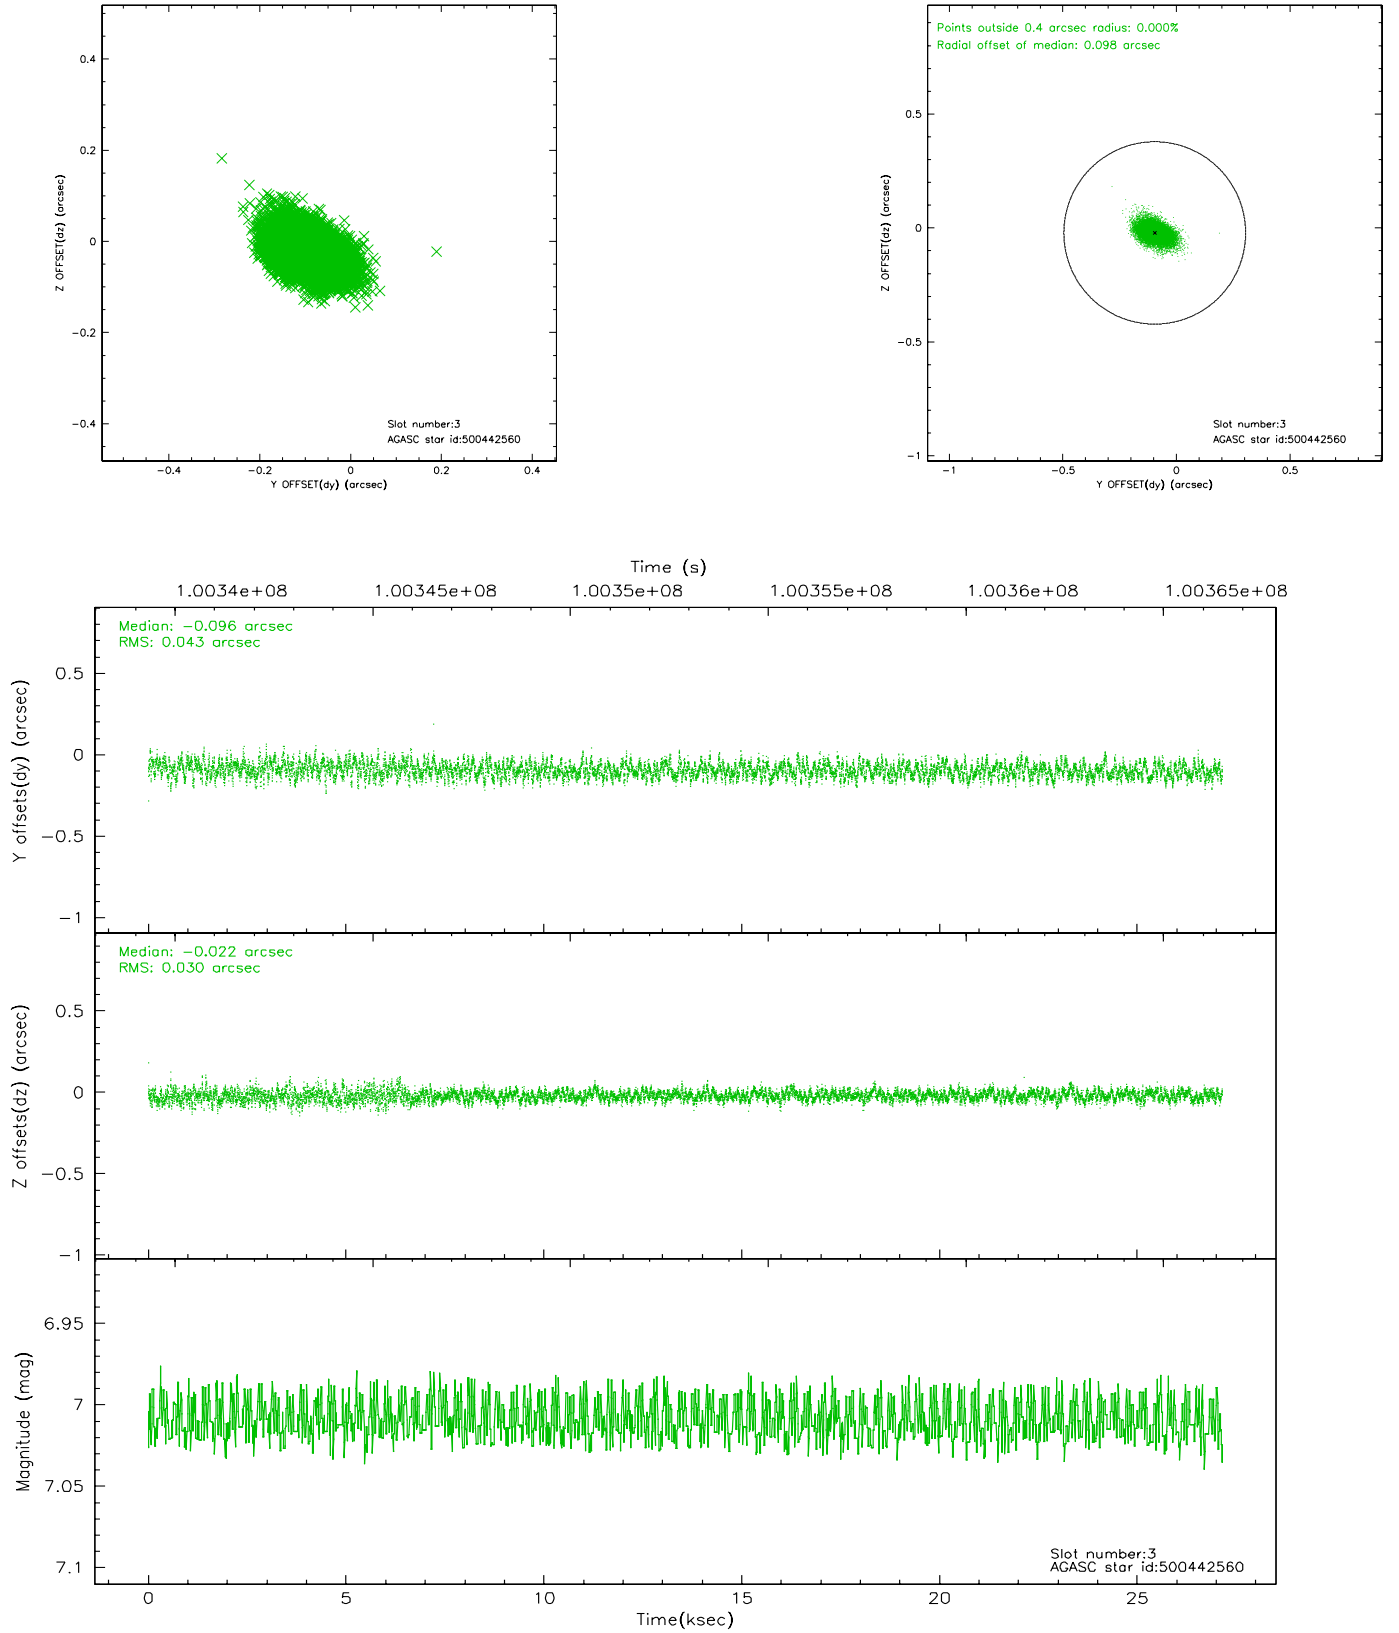 0.4
0.2
0
-0.2
-0.4
Z OFFSET(dz) (arcsec)
-0.4 -0.2 0 0.2 0.4
Y OFFSET(dy) (arcsec)
Slot number:3
AGASC star id:500442560
Points outside 0.4 arcsec radius: 0.000%
Radial offset of median: 0.098 arcsec
0.5
0
-0.5
-1
Z OFFSET(dz) (arcsec)
-1 -0.5 0 0.5
Y OFFSET(dy) (arcsec)
Slot number:3
AGASC star id:500442560
Time (s)
1.0034e+08 1.00345e+08 1.0035e+08 1.00355e+08 1.0036e+08 1.00365e+08
Median: -0.096 arcsec
RMS: 0.043 arcsec
0.5
0
-0.5
-1
Y offsets(dy) (arcsec)
Median: -0.022 arcsec
RMS: 0.030 arcsec
0.5
0
-0.5
-1
Z offsets(dz) (arcsec)
6.95
7
7.05
7.1
Magnitude (mag)
Slot number:3
AGASC star id:500442560
0 5 10 15 20 25
Time(ksec)